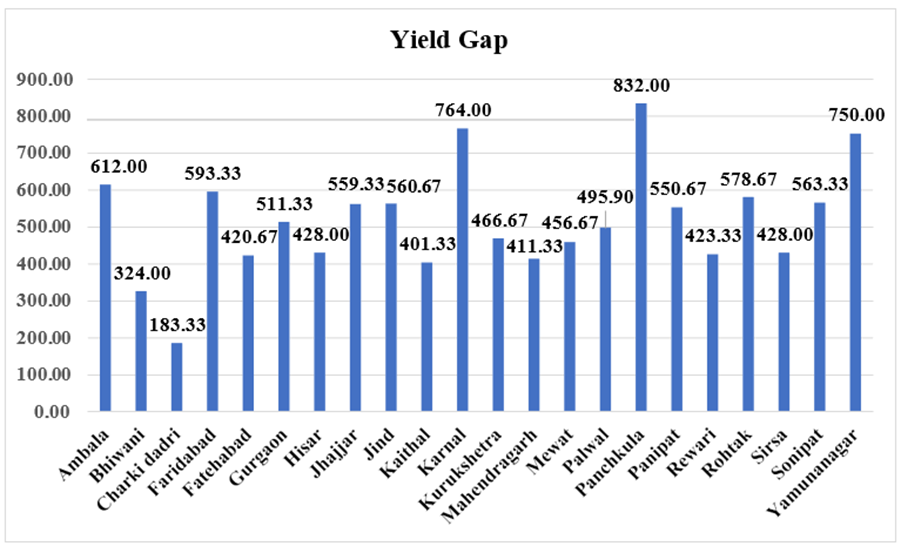 Yield Gap
900.00
800.00
700.00
600.00
500.00
400.00
300.00
200.00
100.00
0.00
612.00
324.00
183.33
593.33
420.67
511.33
428.00
559.33
560.67
401.33
764.00
466.67
411.33
456.67
495.90
832.00
550.67
423.33
578.67
428.00
563.33
750.00
Ambala
Bhiwani
Charki dadri
Faridabad
Fatehabad
Gurgaon
Hisar
Jhajjar
Jind
Kaithal
Karnal
Kurukshetra
Mahendragarh
Mewat
Palwal
Panchkula
Panipat
Rewari
Rohtak
Sirsa
Sonipat
Yamunanagar